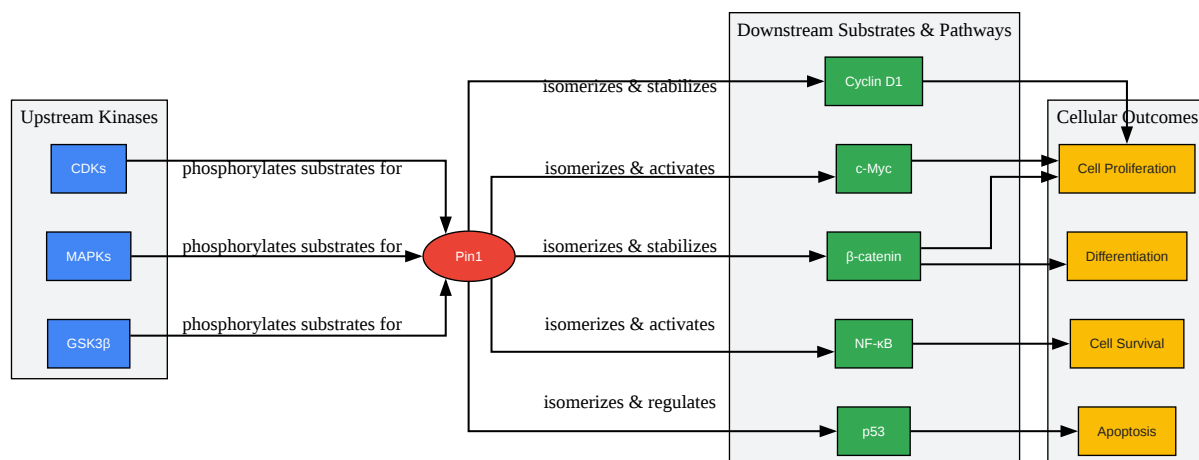 Upstream Kinases
CDKs
MAPKs
GSK3β
phosphorylates substrates for
phosphorylates substrates for
phosphorylates substrates for
Pin1
isomerizes & stabilizes
isomerizes & activates
isomerizes & stabilizes
isomerizes & activates
isomerizes & regulates
Downstream Substrates & Pathways
Cyclin D1
c-Myc
β-catenin
NF-κB
p53
Cellular Outcomes
Cell Proliferation
Differentiation
Cell Survival
Apoptosis